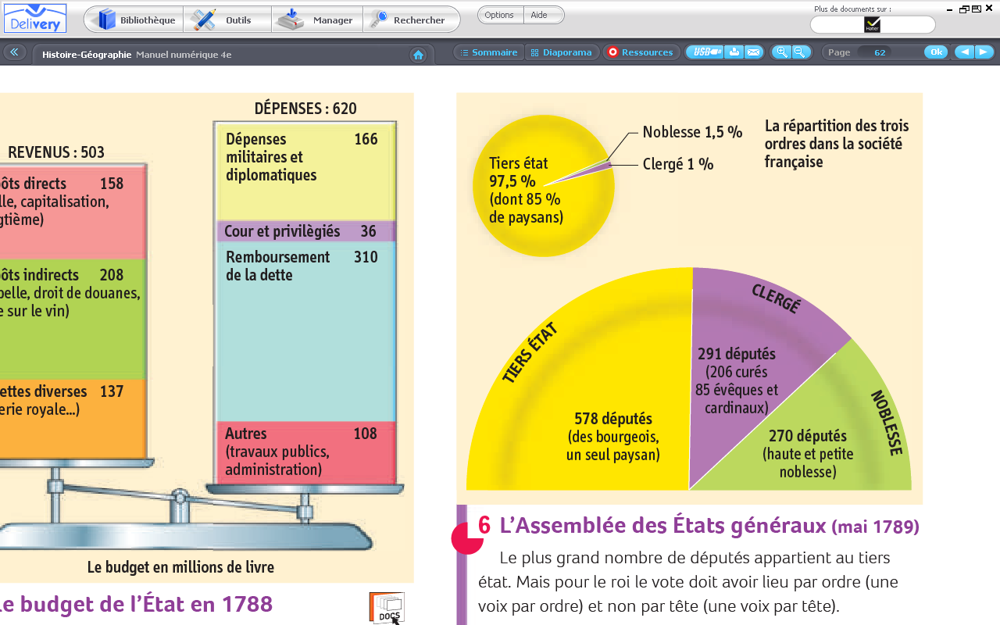 Delivery
Bibliothèque
Outils
Manager
Rechercher
Options
Aide
Plus de documents sur :
Hatier
Histoire-Géographie Manuel numérique 4e
Sommaire
Diaporama
Ressources
USB
Page 62
Ok
REVENUS : 503
ôts directs 158
lle, capitalisation,
gtième)
ôts indirects 208
pelle, droit de douanes,
e sur le vin)
ettes diverses 137
erie royale...)
DÉPENSES : 620
Dépenses 166
militaires et
diplomatiques
Cour et privilègiés 36
Remboursement 310
de la dette
Autres 108
(travaux publics,
administration)
Le budget en millions de livre
e budget de l’État en 1788
DOCS
Tiers état
97,5 %
(dont 85 %
de paysans)
Noblesse 1,5 %
Clergé 1 %
La répartition des trois
ordres dans la société
française
TIERS ÉTAT
CLERGÉ
NOBLESSE
578 députés
(des bourgeois,
un seul paysan)
291 députés
(206 curés
85 évêques et
cardinaux)
270 députés
(haute et petite
noblesse)
6 L’Assemblée des États généraux (mai 1789)
Le plus grand nombre de députés appartient au tiers
état. Mais pour le roi le vote doit avoir lieu par ordre (une
voix par ordre) et non par tête (une voix par tête).